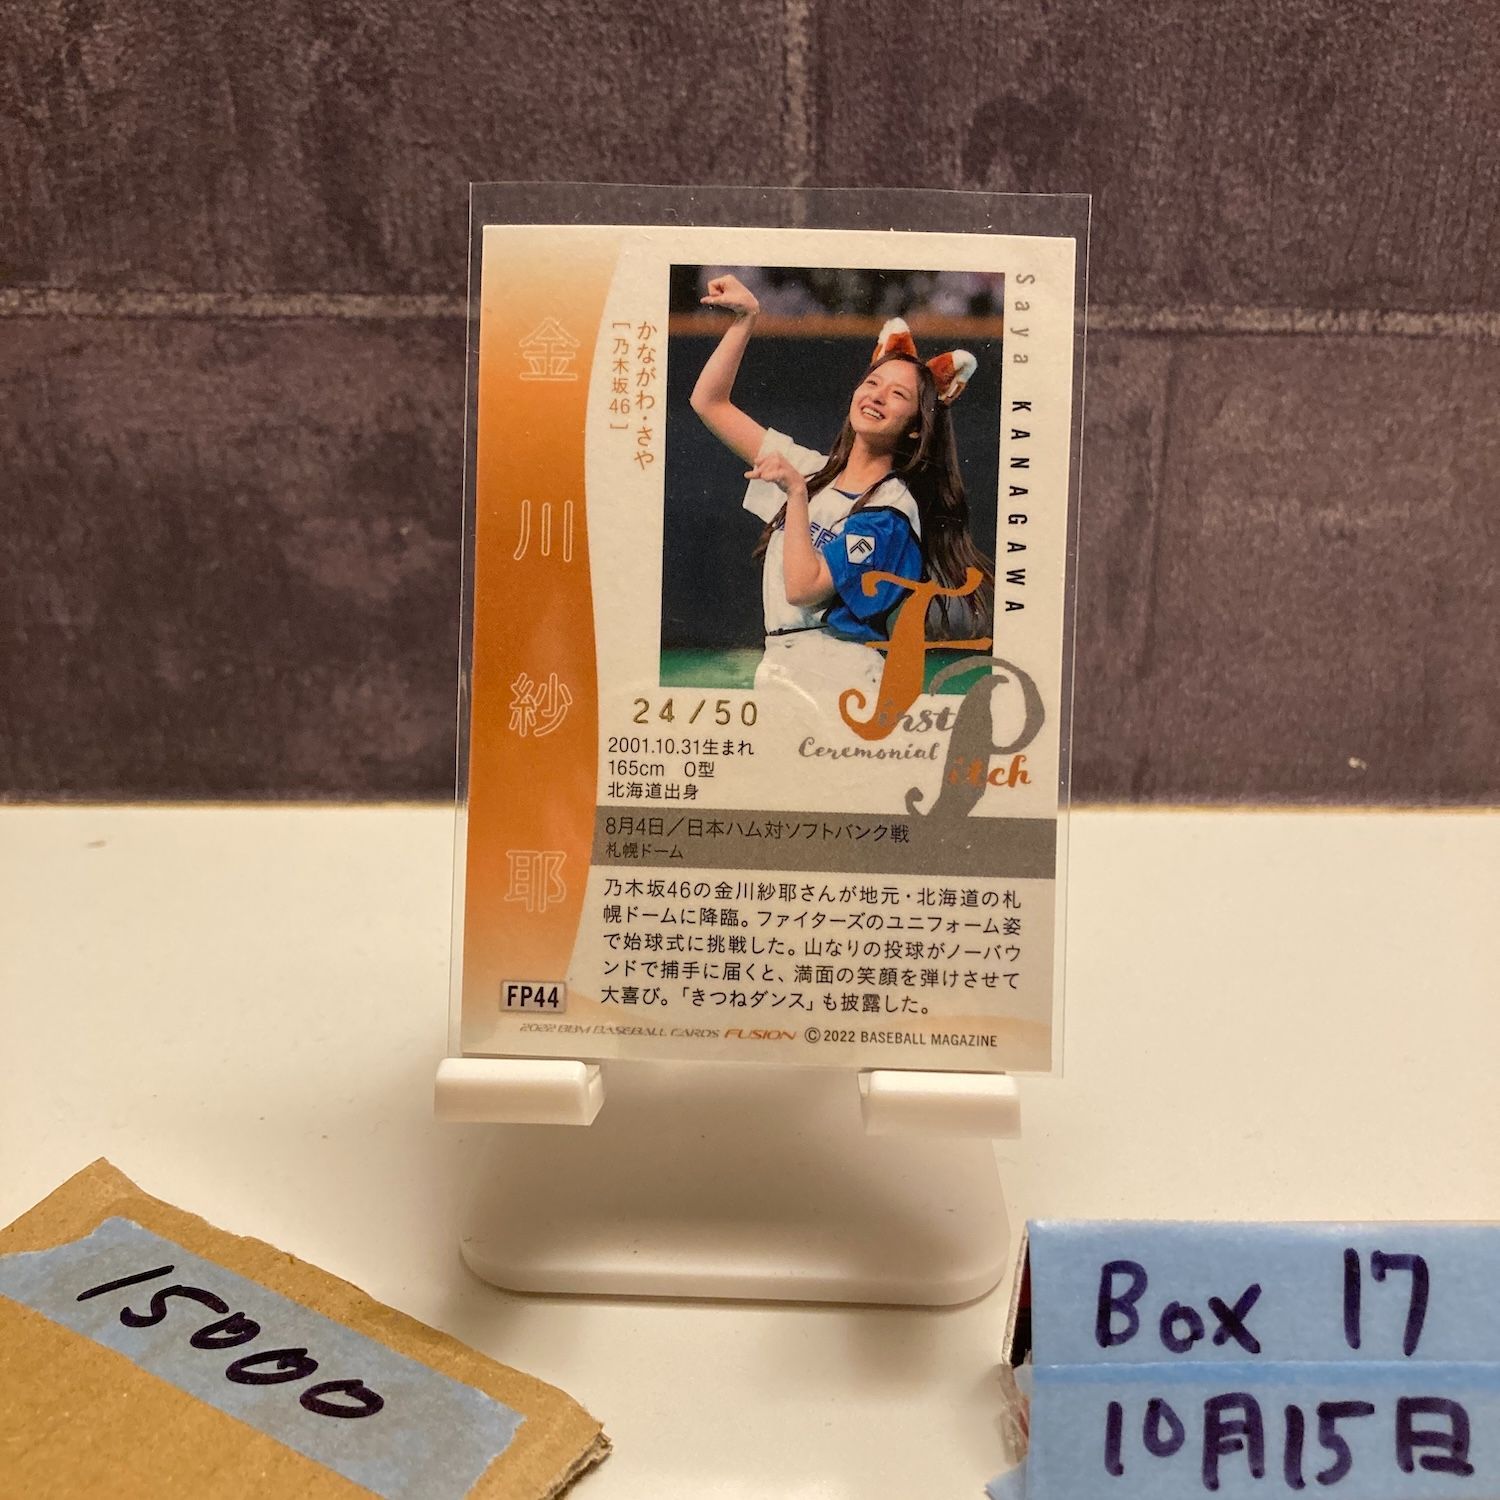 金川紗耶
かながわ・さや
[乃木坂46]
Saya KANAGAWA
F
First
Ceremonial
Pitch
24/50
2001.10.31生まれ
165cm O型
北海道出身
8月4日／日本ハム対ソフトバンク戦
札幌ドーム
乃木坂46の金川紗耶さんが地元・北海道の札
幌ドームに降臨。ファイターズのユニフォーム姿
で始球式に挑戦した。山なりの投球がノーバウ
ンドで捕手に届くと、満面の笑顔を弾けさせて
大喜び。「きつねダンス」も披露した。
FP44
2022 BBM BASEBALL CARDS FUSION ©2022 BASEBALL MAGAZINE
15000
Box 17
10月15日